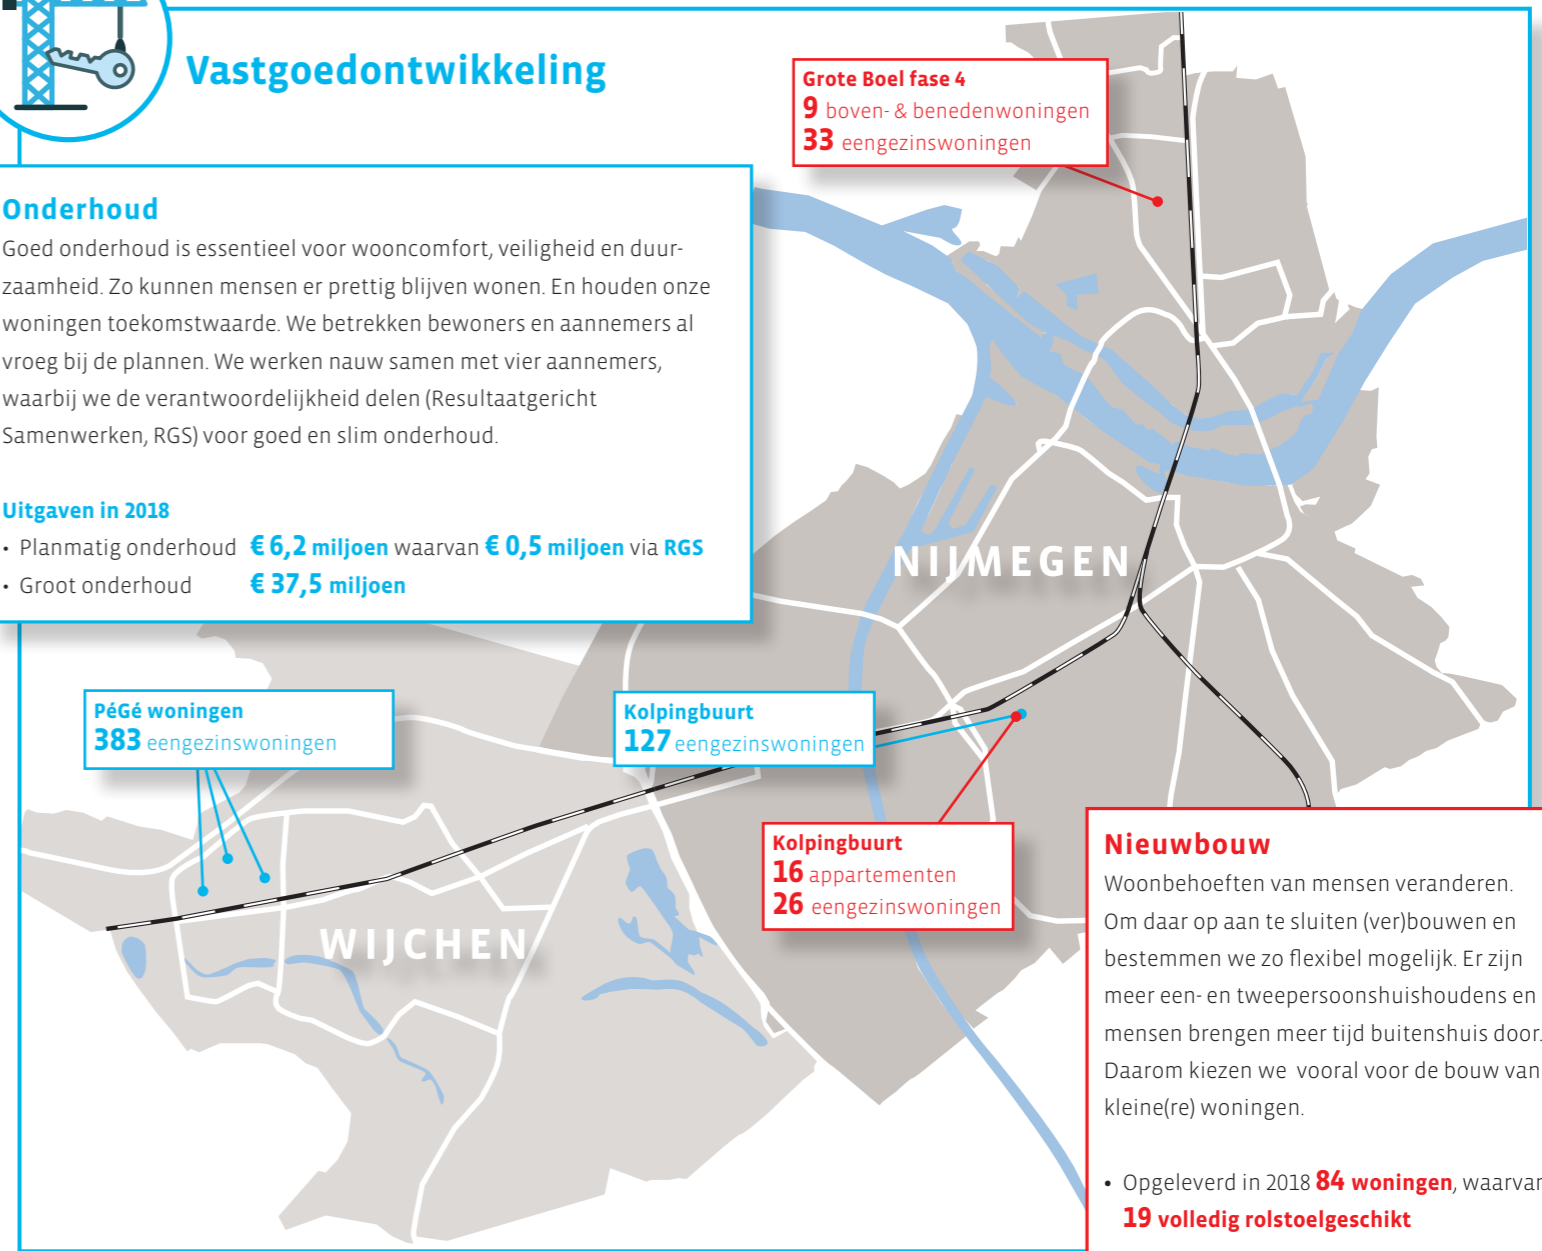 Vastgoedontwikkeling
Onderhoud
Goed onderhoud is essentieel voor wooncomfort, veiligheid en duur-
zaamheid. Zo kunnen mensen er prettig blijven wonen. En houden onze
woningen toekomstwaarde. We betrekken bewoners en aannemers al
vroeg bij de plannen. We werken nauw samen met vier aannemers,
waarbij we de verantwoordelijkheid delen (Resultaatgericht
Samenwerken, RGS) voor goed en slim onderhoud.
Uitgaven in 2018
• Planmatig onderhoud € 6,2 miljoen waarvan € 0,5 miljoen via RGS
• Groot onderhoud € 37,5 miljoen
Grote Boel fase 4
9 boven- & benedenwoningen
33 eengezinswoningen
NIJMEGEN
PéGé woningen
383 eengezinswoningen
Kolpingbuurt
127 eengezinswoningen
Kolpingbuurt
16 appartementen
26 eengezinswoningen
WIJCHEN
Nieuwbouw
Woonbehoeften van mensen veranderen.
Om daar op aan te sluiten (ver)bouwen en
bestemmen we zo flexibel mogelijk. Er zijn
meer een- en tweepersoonshuishoudens en
mensen brengen meer tijd buitenshuis door.
Daarom kiezen we vooral voor de bouw van
kleine(re) woningen.
• Opgeleverd in 2018 84 woningen, waarvan
19 volledig rolstoelgeschikt